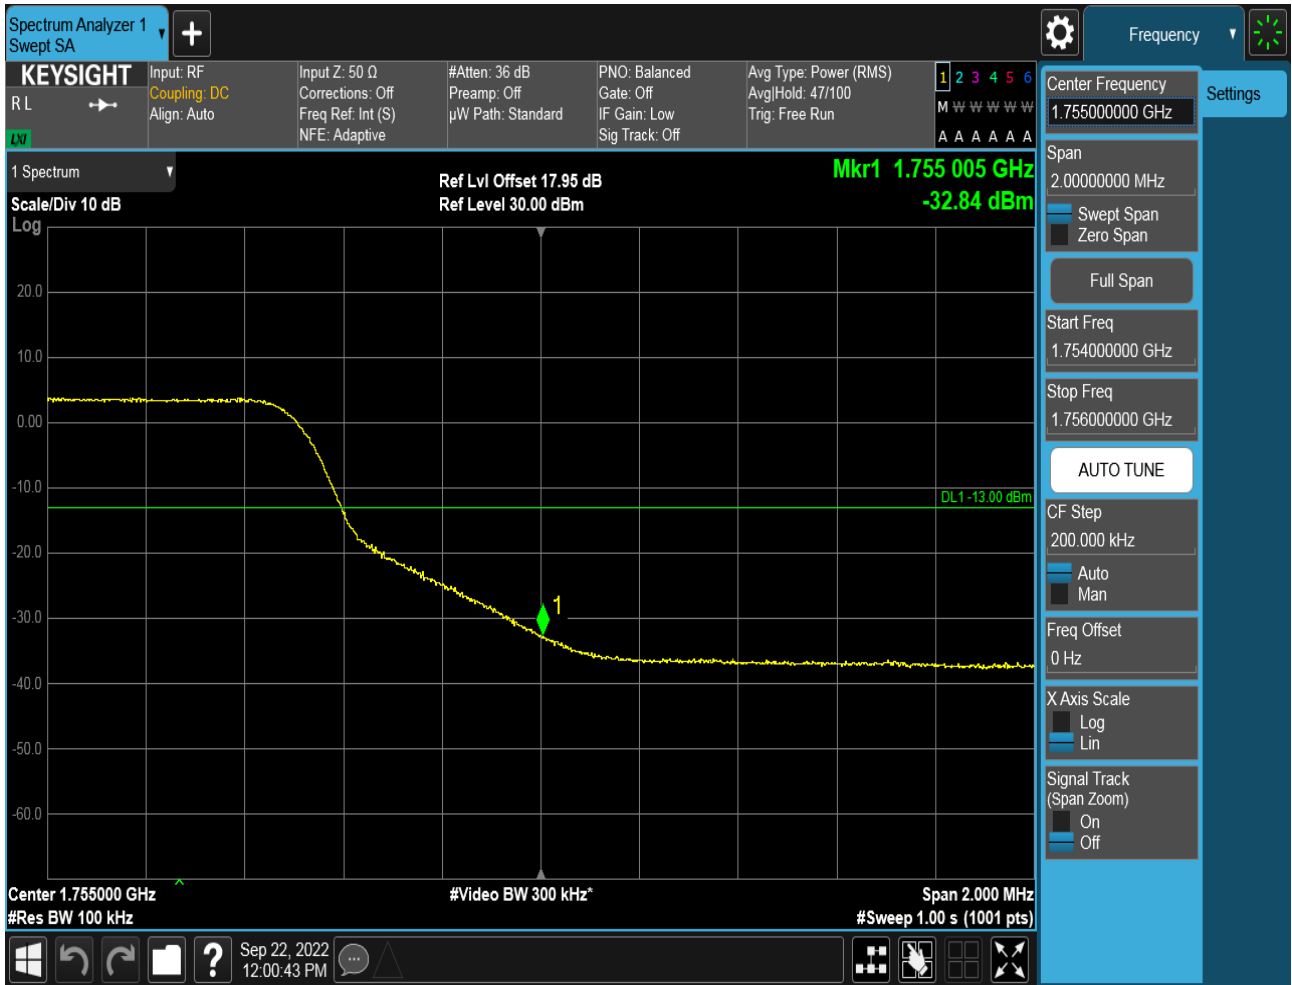 Spectrum Analyzer 1
Swept SA
Frequency
KEYSIGHT
R L
LXI
Input: RF
Coupling: DC
Align: Auto
Input Z: 50 Ω
Corrections: Off
Freq Ref: Int (S)
NFE: Adaptive
#Atten: 36 dB
Preamp: Off
µW Path: Standard
PNO: Balanced
Gate: Off
IF Gain: Low
Sig Track: Off
Avg Type: Power (RMS)
Avg|Hold: 47/100
Trig: Free Run
1 2 3 4 5 6
M W W W W W
A A A A A A
1 Spectrum
Scale/Div 10 dB
Log
Ref Lvl Offset 17.95 dB
Ref Level 30.00 dBm
Mkr1 1.755 005 GHz
-32.84 dBm
20.0
10.0
0.00
-10.0
DL1 -13.00 dBm
-20.0
1
-30.0
-40.0
-50.0
-60.0
Center 1.755000 GHz
#Res BW 100 kHz
#Video BW 300 kHz*
Span 2.000 MHz
#Sweep 1.00 s (1001 pts)
?
Sep 22, 2022
12:00:43 PM
Center Frequency
1.755000000 GHz
Settings
Span
2.00000000 MHz
Swept Span
Zero Span
Full Span
Start Freq
1.754000000 GHz
Stop Freq
1.756000000 GHz
AUTO TUNE
CF Step
200.000 kHz
Auto
Man
Freq Offset
0 Hz
X Axis Scale
Log
Lin
Signal Track
(Span Zoom)
On
Off